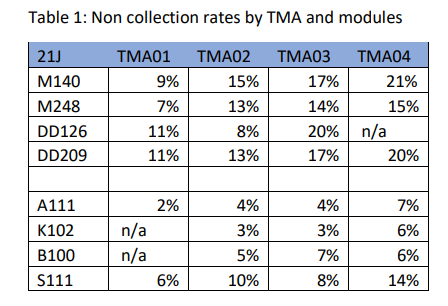 Table 1: Non collection rates by TMA and modules
21J TMA01 TMA02 TMA03 TMA04
M140 9% 15% 17% 21%
M248 7% 13% 14% 15%
DD126 11% 8% 20% n/a
DD209 11% 13% 17% 20%
A111 2% 4% 4% 7%
K102 n/a 3% 3% 6%
B100 n/a 5% 7% 6%
S111 6% 10% 8% 14%